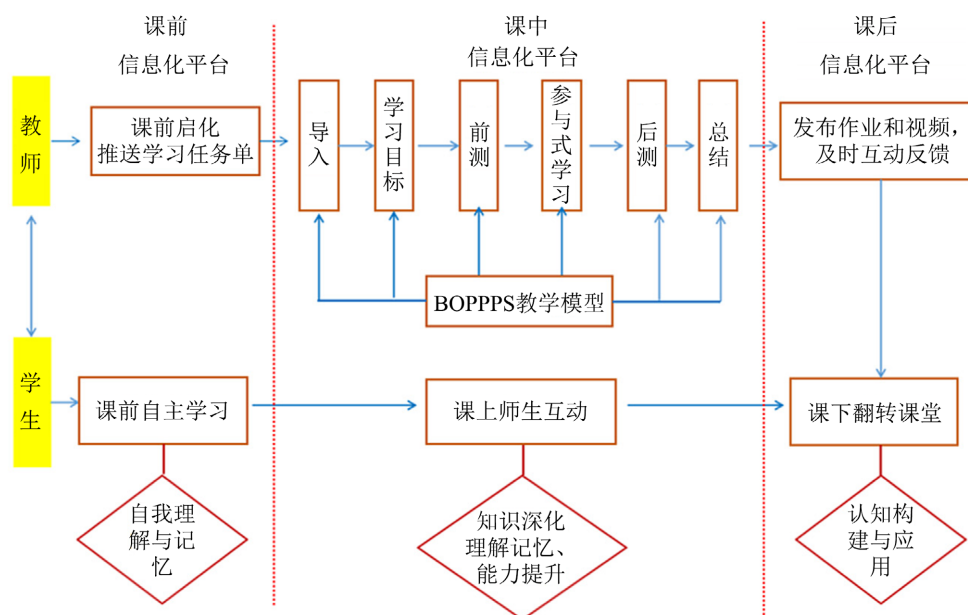 课前
信息化平台
课中
信息化平台
课后
信息化平台
教师
课前启化
推送学习任务单
导入
学习目标
前测
参与式学习
后测
总结
发布作业和视频，
及时互动反馈
BOPPPS教学模型
学生
课前自主学习
课上师生互动
课下翻转课堂
自我理
解与记
忆
知识深化
理解记忆、
能力提升
认知构
建与应
用